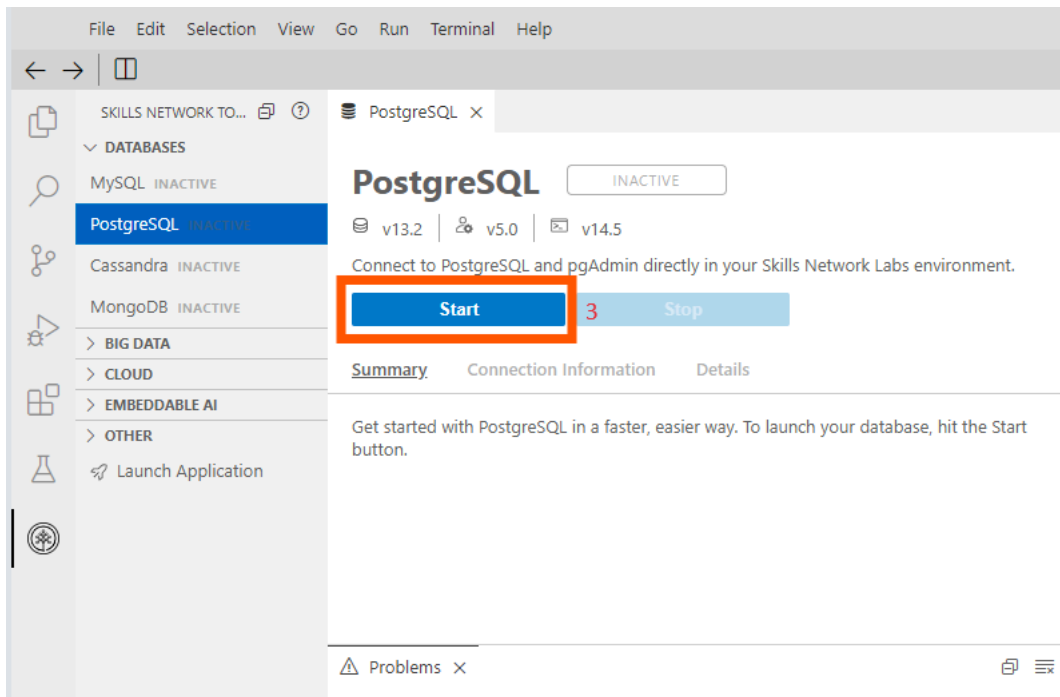 File Edit Selection View Go Run Terminal Help
SKILLS NETWORK TO...
DATABASES
MySQL INACTIVE
PostgreSQL INACTIVE
Cassandra INACTIVE
MongoDB INACTIVE
BIG DATA
CLOUD
EMBEDDABLE AI
OTHER
Launch Application
PostgreSQL
PostgreSQL INACTIVE
v13.2 v5.0 v14.5
Connect to PostgreSQL and pgAdmin directly in your Skills Network Labs environment.
Start 3 Stop
Summary Connection Information Details
Get started with PostgreSQL in a faster, easier way. To launch your database, hit the Start
button.
Problems